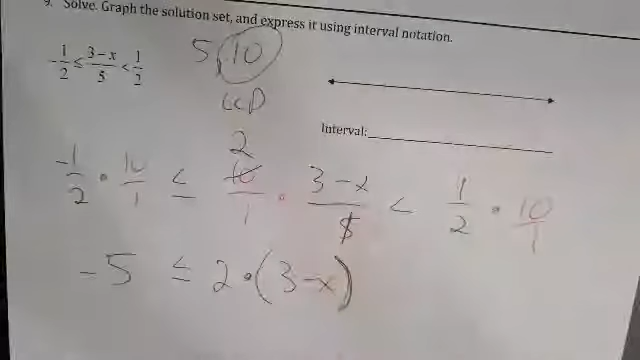 9. Solve. Graph the solution set, and express it using interval notation.
-1/2 ≤ (3-x)/5 < 1/2
5, 10
LCD
Interval:
-1/2 · 10/1 ≤ 2 10/1 · 3-x/5 < 1/2 · 10/1
-5 ≤ 2·(3-x)